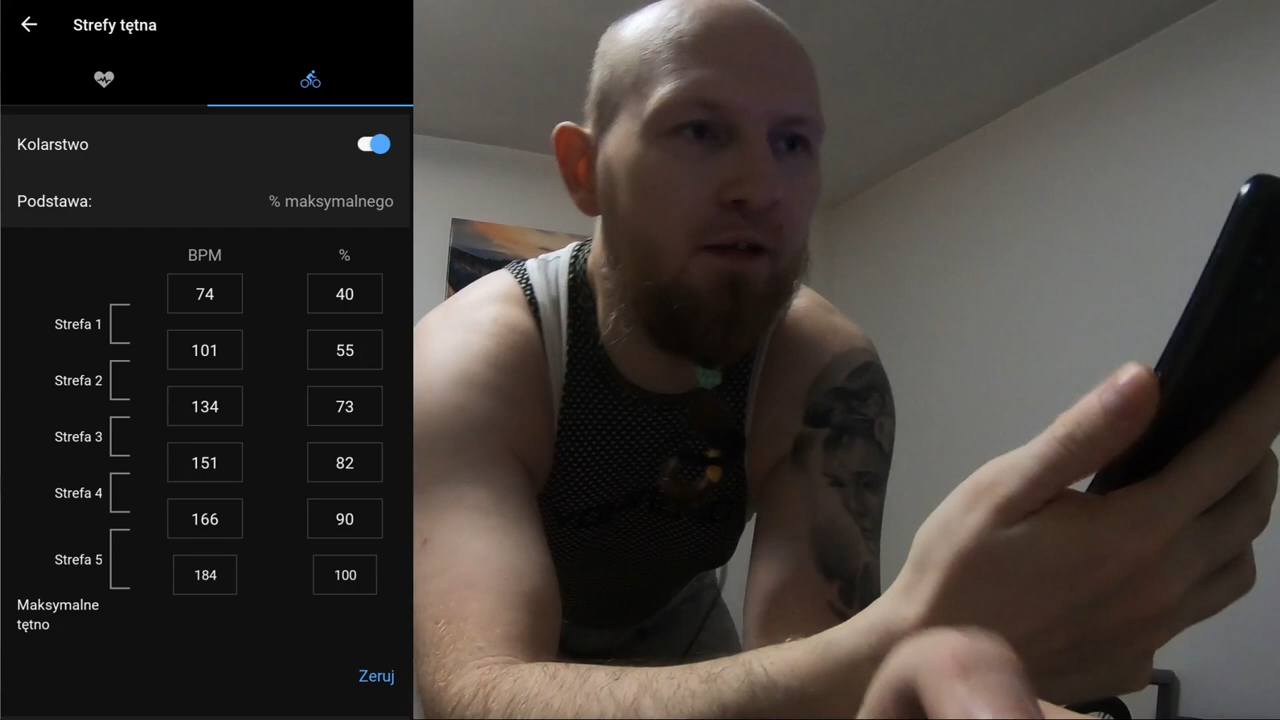 Strefy tętna
Kolarstwo
Podstawa: % maksymalnego
BPM %
74 40
Strefa 1
101 55
Strefa 2
134 73
Strefa 3
151 82
Strefa 4
166 90
Strefa 5
184 100
Maksymalne
tętno
Zeruj